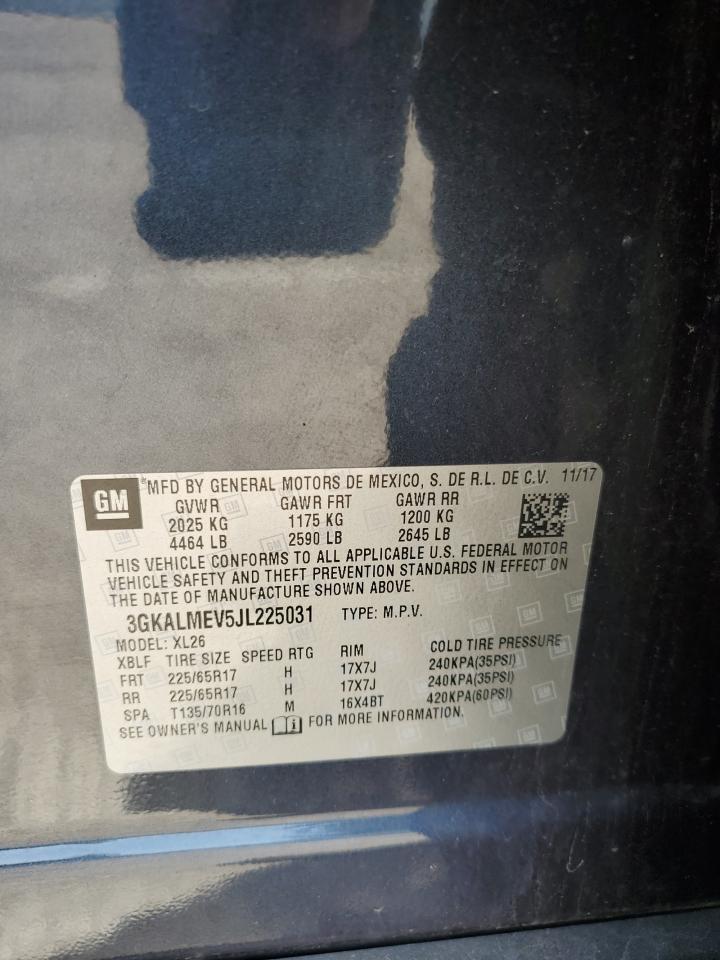 GM
MFD BY GENERAL MOTORS DE MEXICO, S. DE R.L. DE C.V. 11/17
GVWR GAWR FRT GAWR RR
2025 KG 1175 KG 1200 KG
4464 LB 2590 LB 2645 LB
THIS VEHICLE CONFORMS TO ALL APPLICABLE U.S. FEDERAL MOTOR
VEHICLE SAFETY AND THEFT PREVENTION STANDARDS IN EFFECT ON
THE DATE OF MANUFACTURE SHOWN ABOVE.
3GKALMEV5JL225031 TYPE: M.P.V.
MODEL: XL26
XBLF TIRE SIZE SPEED RTG RIM COLD TIRE PRESSURE
FRT 225/65R17 H 17X7J 240KPA(35PSI)
RR 225/65R17 H 17X7J 240KPA(35PSI)
SPA T135/70R16 M 16X4BT 420KPA(60PSI)
SEE OWNER'S MANUAL i FOR MORE INFORMATION.